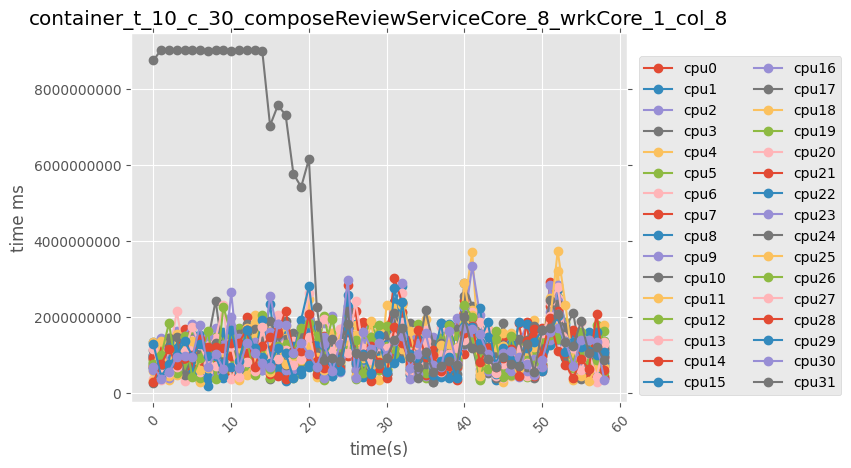 container_t_10_c_30_composeReviewServiceCore_8_wrkCore_1_col_8
time ms
8000000000
6000000000
4000000000
2000000000
0
0
10
20
30
40
50
60
time(s)
cpu0
cpu1
cpu2
cpu3
cpu4
cpu5
cpu6
cpu7
cpu8
cpu9
cpu10
cpu11
cpu12
cpu13
cpu14
cpu15
cpu16
cpu17
cpu18
cpu19
cpu20
cpu21
cpu22
cpu23
cpu24
cpu25
cpu26
cpu27
cpu28
cpu29
cpu30
cpu31